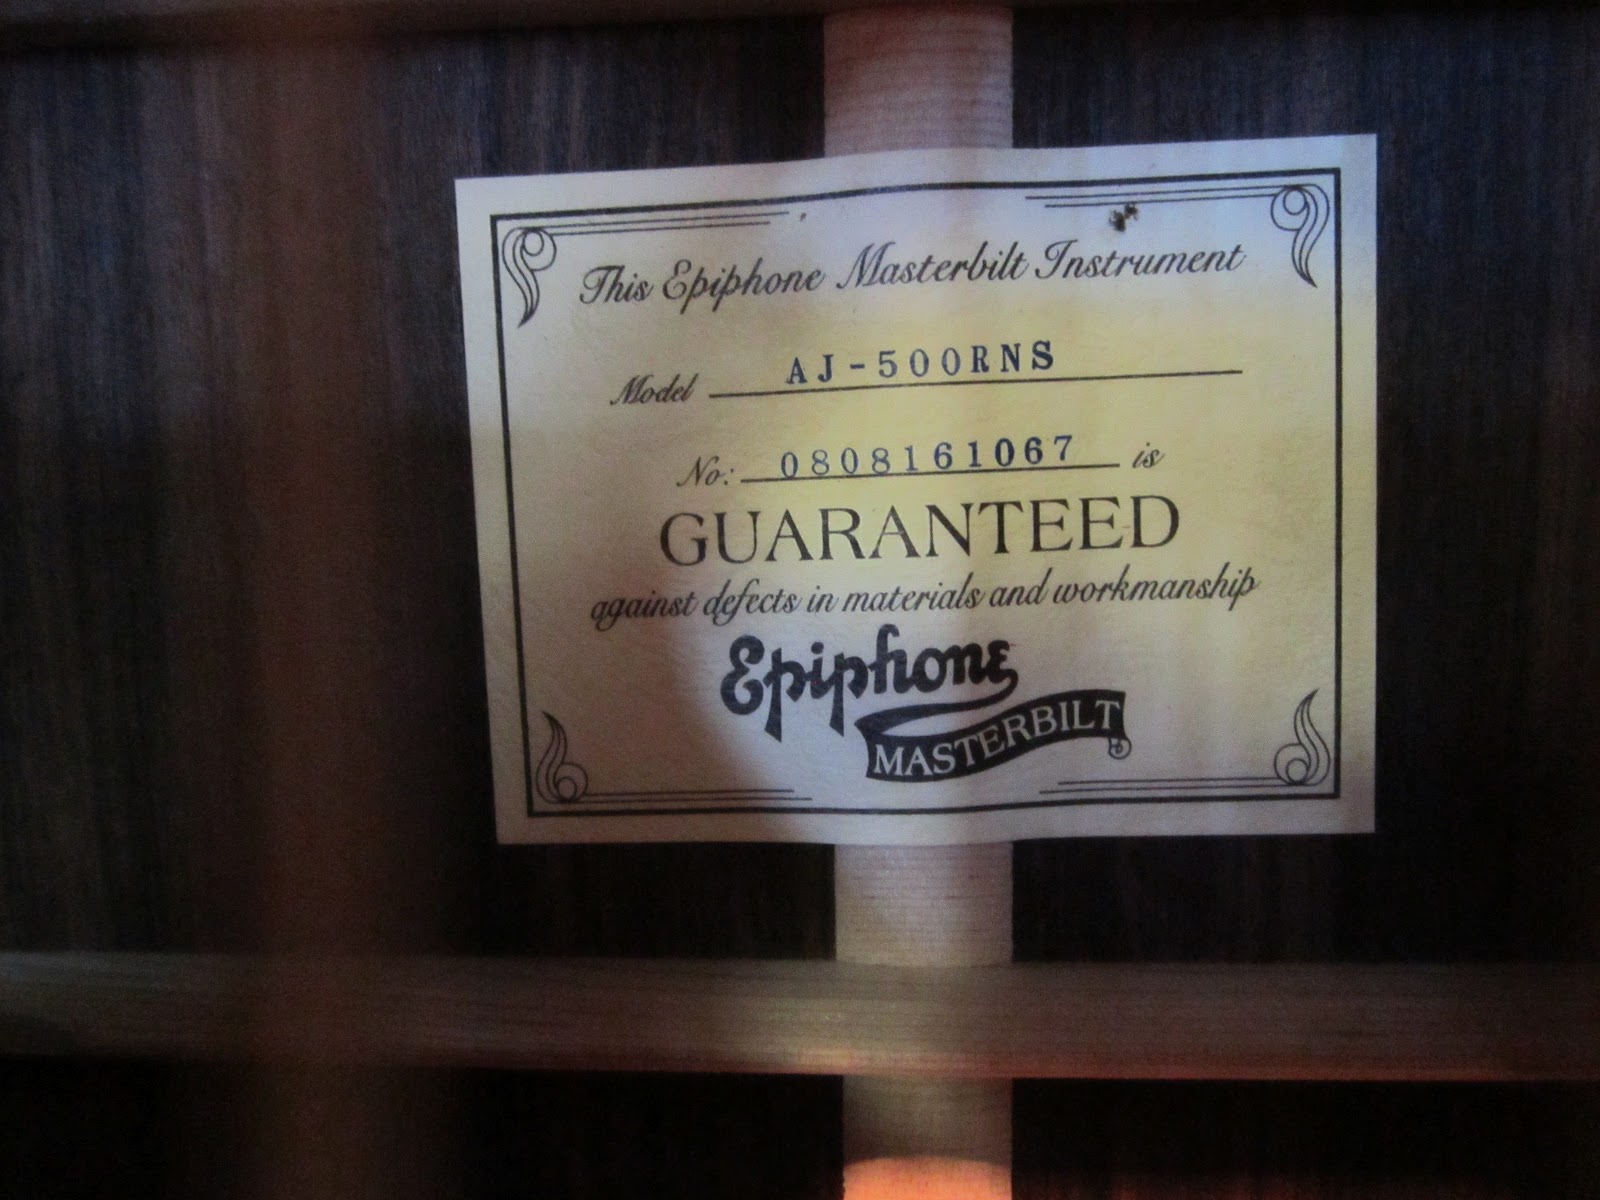 This Epiphone Masterbilt Instrument
Model AJ-500RNS
No: 0808161067 is
GUARANTEED
against defects in materials and workmanship
Epiphone
MASTERBILT